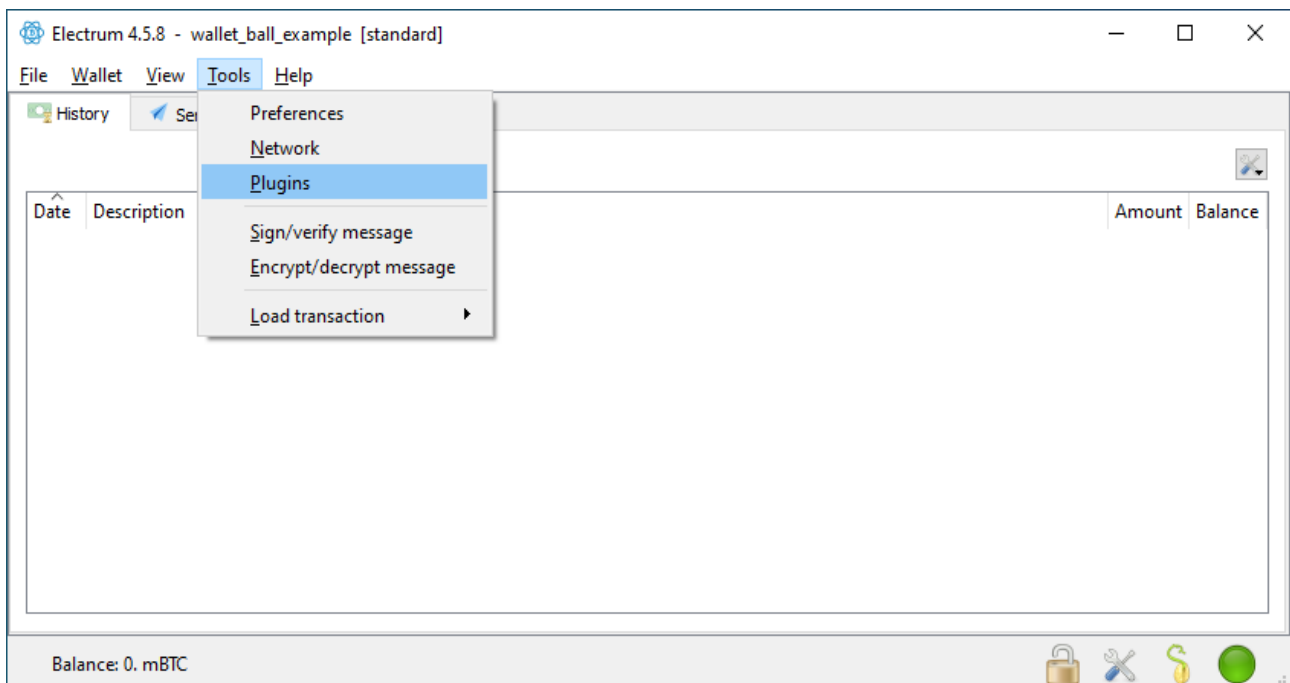 Electrum 4.5.8 - wallet_ball_example [standard]
File Wallet View Tools Help
History
Preferences
Network
Plugins
Date Description Amount Balance
Sign/verify message
Encrypt/decrypt message
Load transaction
Balance: 0. mBTC